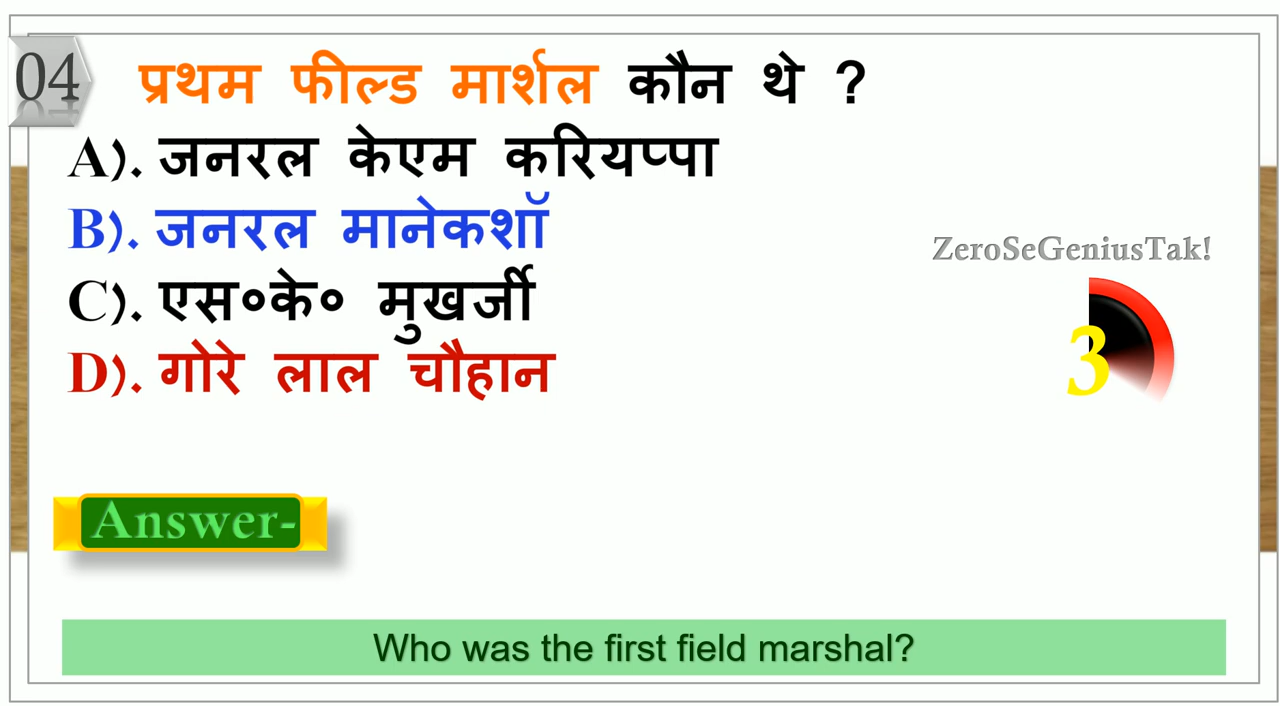 04
प्रथम फील्ड मार्शल कौन थे ?
A). जनरल केएम करियप्पा
B). जनरल मानेकशॉ
C). एस०के० मुखर्जी
D). गोरे लाल चौहान
ZeroSeGeniusTak!
3
Answer-
Who was the first field marshal?